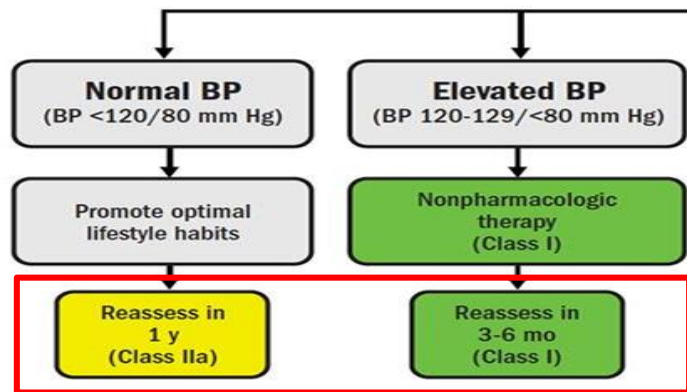 Normal BP
(BP <120/80 mm Hg)
Elevated BP
(BP 120-129/<80 mm Hg)
Promote optimal
lifestyle habits
Nonpharmacologic
therapy
(Class I)
Reassess in
1 y
(Class IIa)
Reassess in
3-6 mo
(Class I)